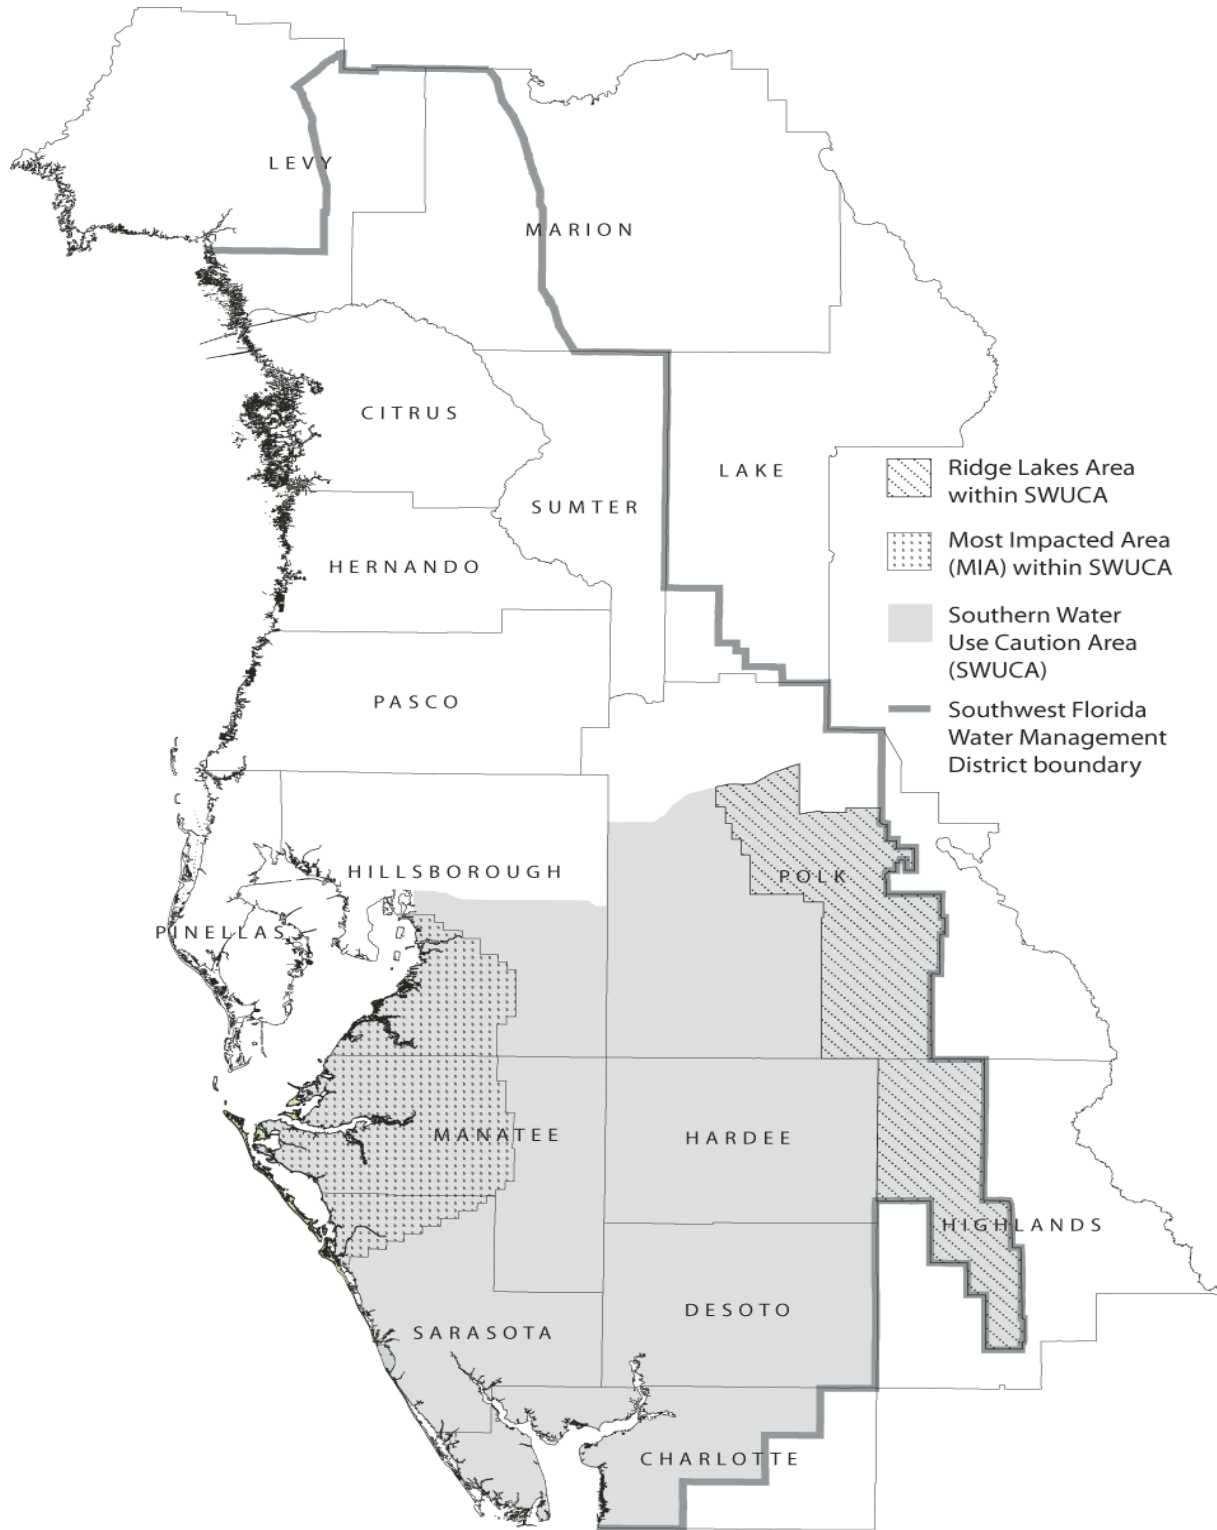 LEVY
MARION
CITRUS
LAKE
Ridge Lakes Area
within SWUCA
SUMTER
Most Impacted Area
(MIA) within SWUCA
HERNANDO
Southern Water
Use Caution Area
(SWUCA)
PASCO
Southwest Florida
Water Management
District boundary
HILLSBOROUGH
POLK
PINELLAS
MANATEE
HARDEE
HIGHLANDS
DESOTO
SARASOTA
CHARLOTTE